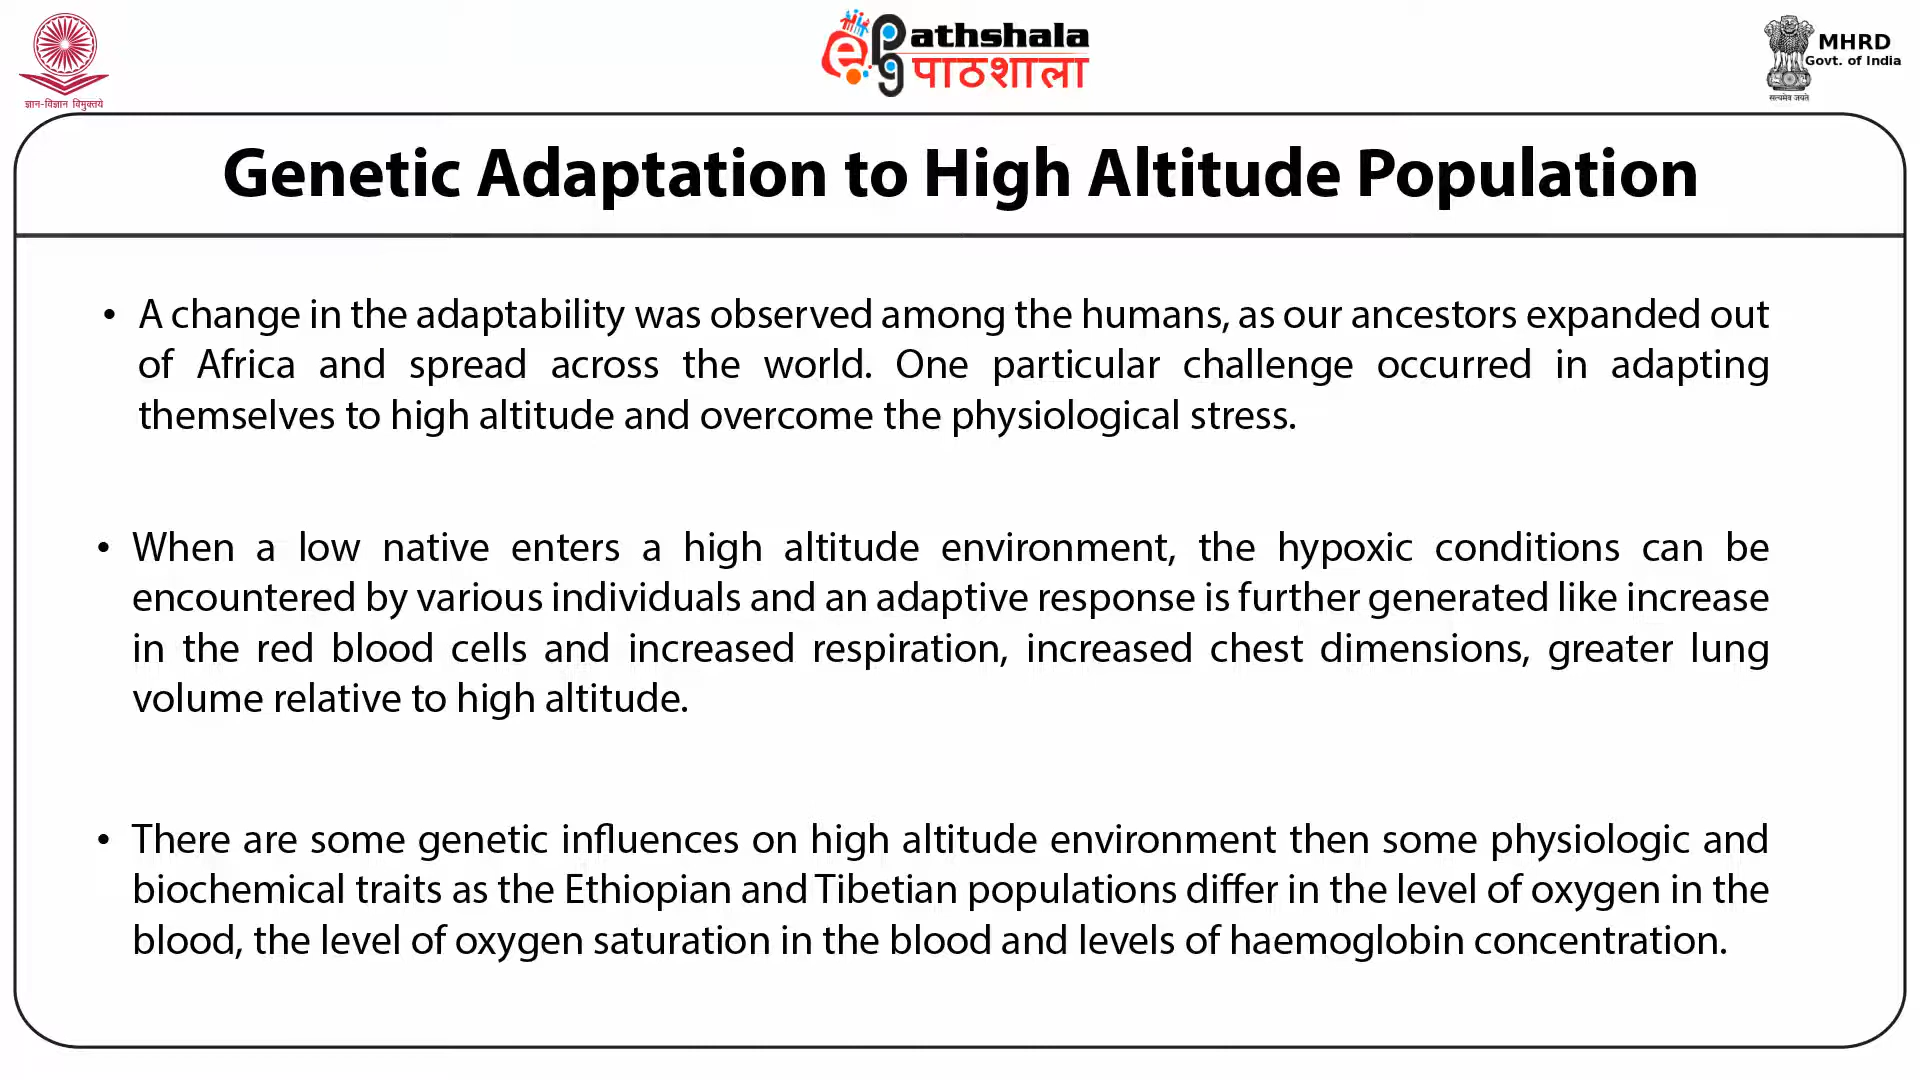 ज्ञान-विज्ञान विमुक्तये
ePathshala
पाठशाला
सत्यमेव जयते
MHRD
Govt. of India
Genetic Adaptation to High Altitude Population
• A change in the adaptability was observed among the humans, as our ancestors expanded out
of Africa and spread across the world. One particular challenge occurred in adapting
themselves to high altitude and overcome the physiological stress.
• When a low native enters a high altitude environment, the hypoxic conditions can be
encountered by various individuals and an adaptive response is further generated like increase
in the red blood cells and increased respiration, increased chest dimensions, greater lung
volume relative to high altitude.
• There are some genetic influences on high altitude environment then some physiologic and
biochemical traits as the Ethiopian and Tibetian populations differ in the level of oxygen in the
blood, the level of oxygen saturation in the blood and levels of haemoglobin concentration.